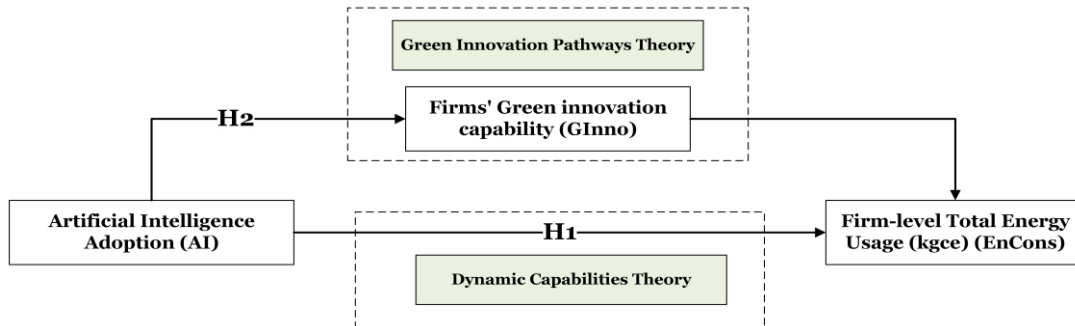 Green Innovation Pathways Theory
Firms' Green innovation
capability (GInno)
H2
Artificial Intelligence
Adoption (AI)
H1
Firm-level Total Energy
Usage (kgce) (EnCons)
Dynamic Capabilities Theory